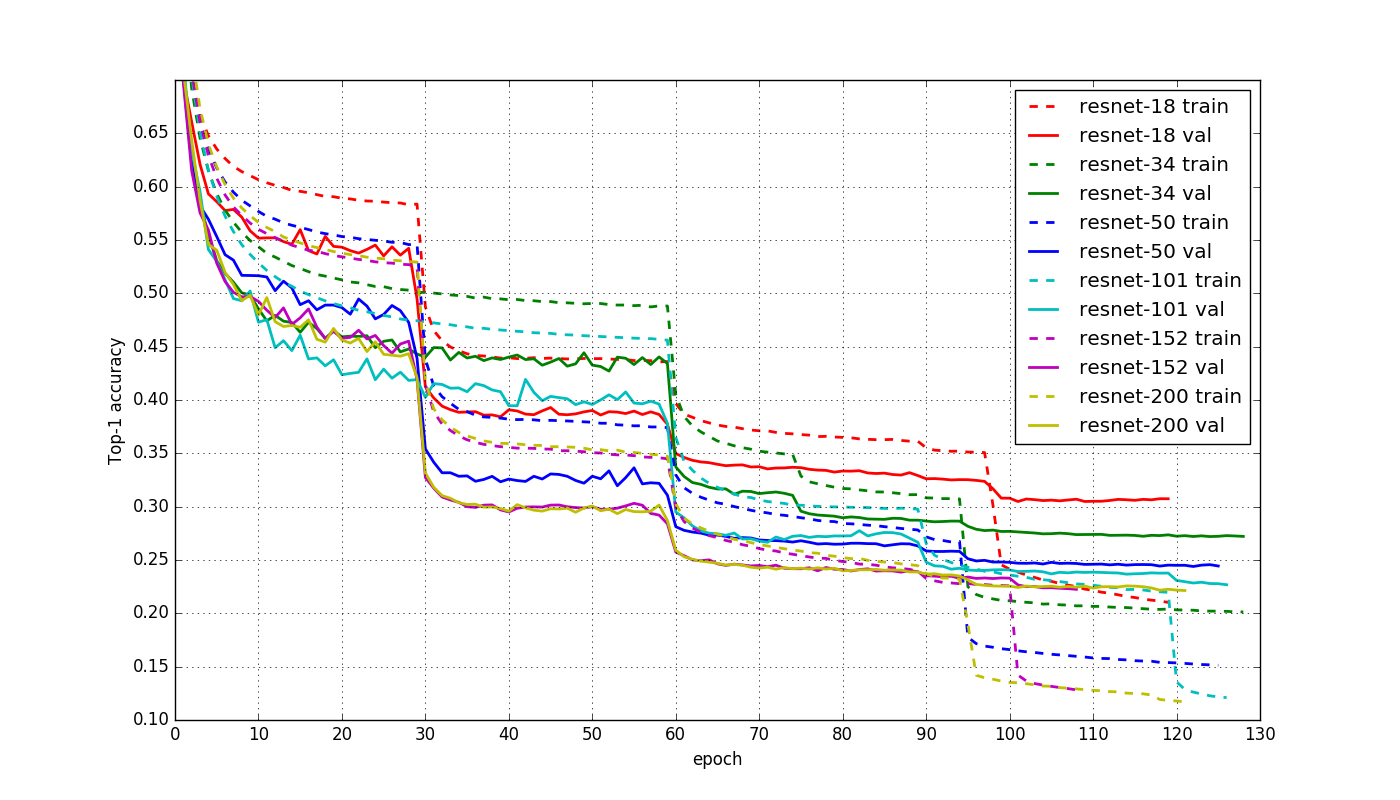 resnet-18 train
resnet-18 val
resnet-34 train
resnet-34 val
resnet-50 train
resnet-50 val
resnet-101 train
resnet-101 val
resnet-152 train
resnet-152 val
resnet-200 train
resnet-200 val
Top-1 accuracy
0.65
0.60
0.55
0.50
0.45
0.40
0.35
0.30
0.25
0.20
0.15
0.10
0 10 20 30 40 50 60 70 80 90 100 110 120 130
epoch